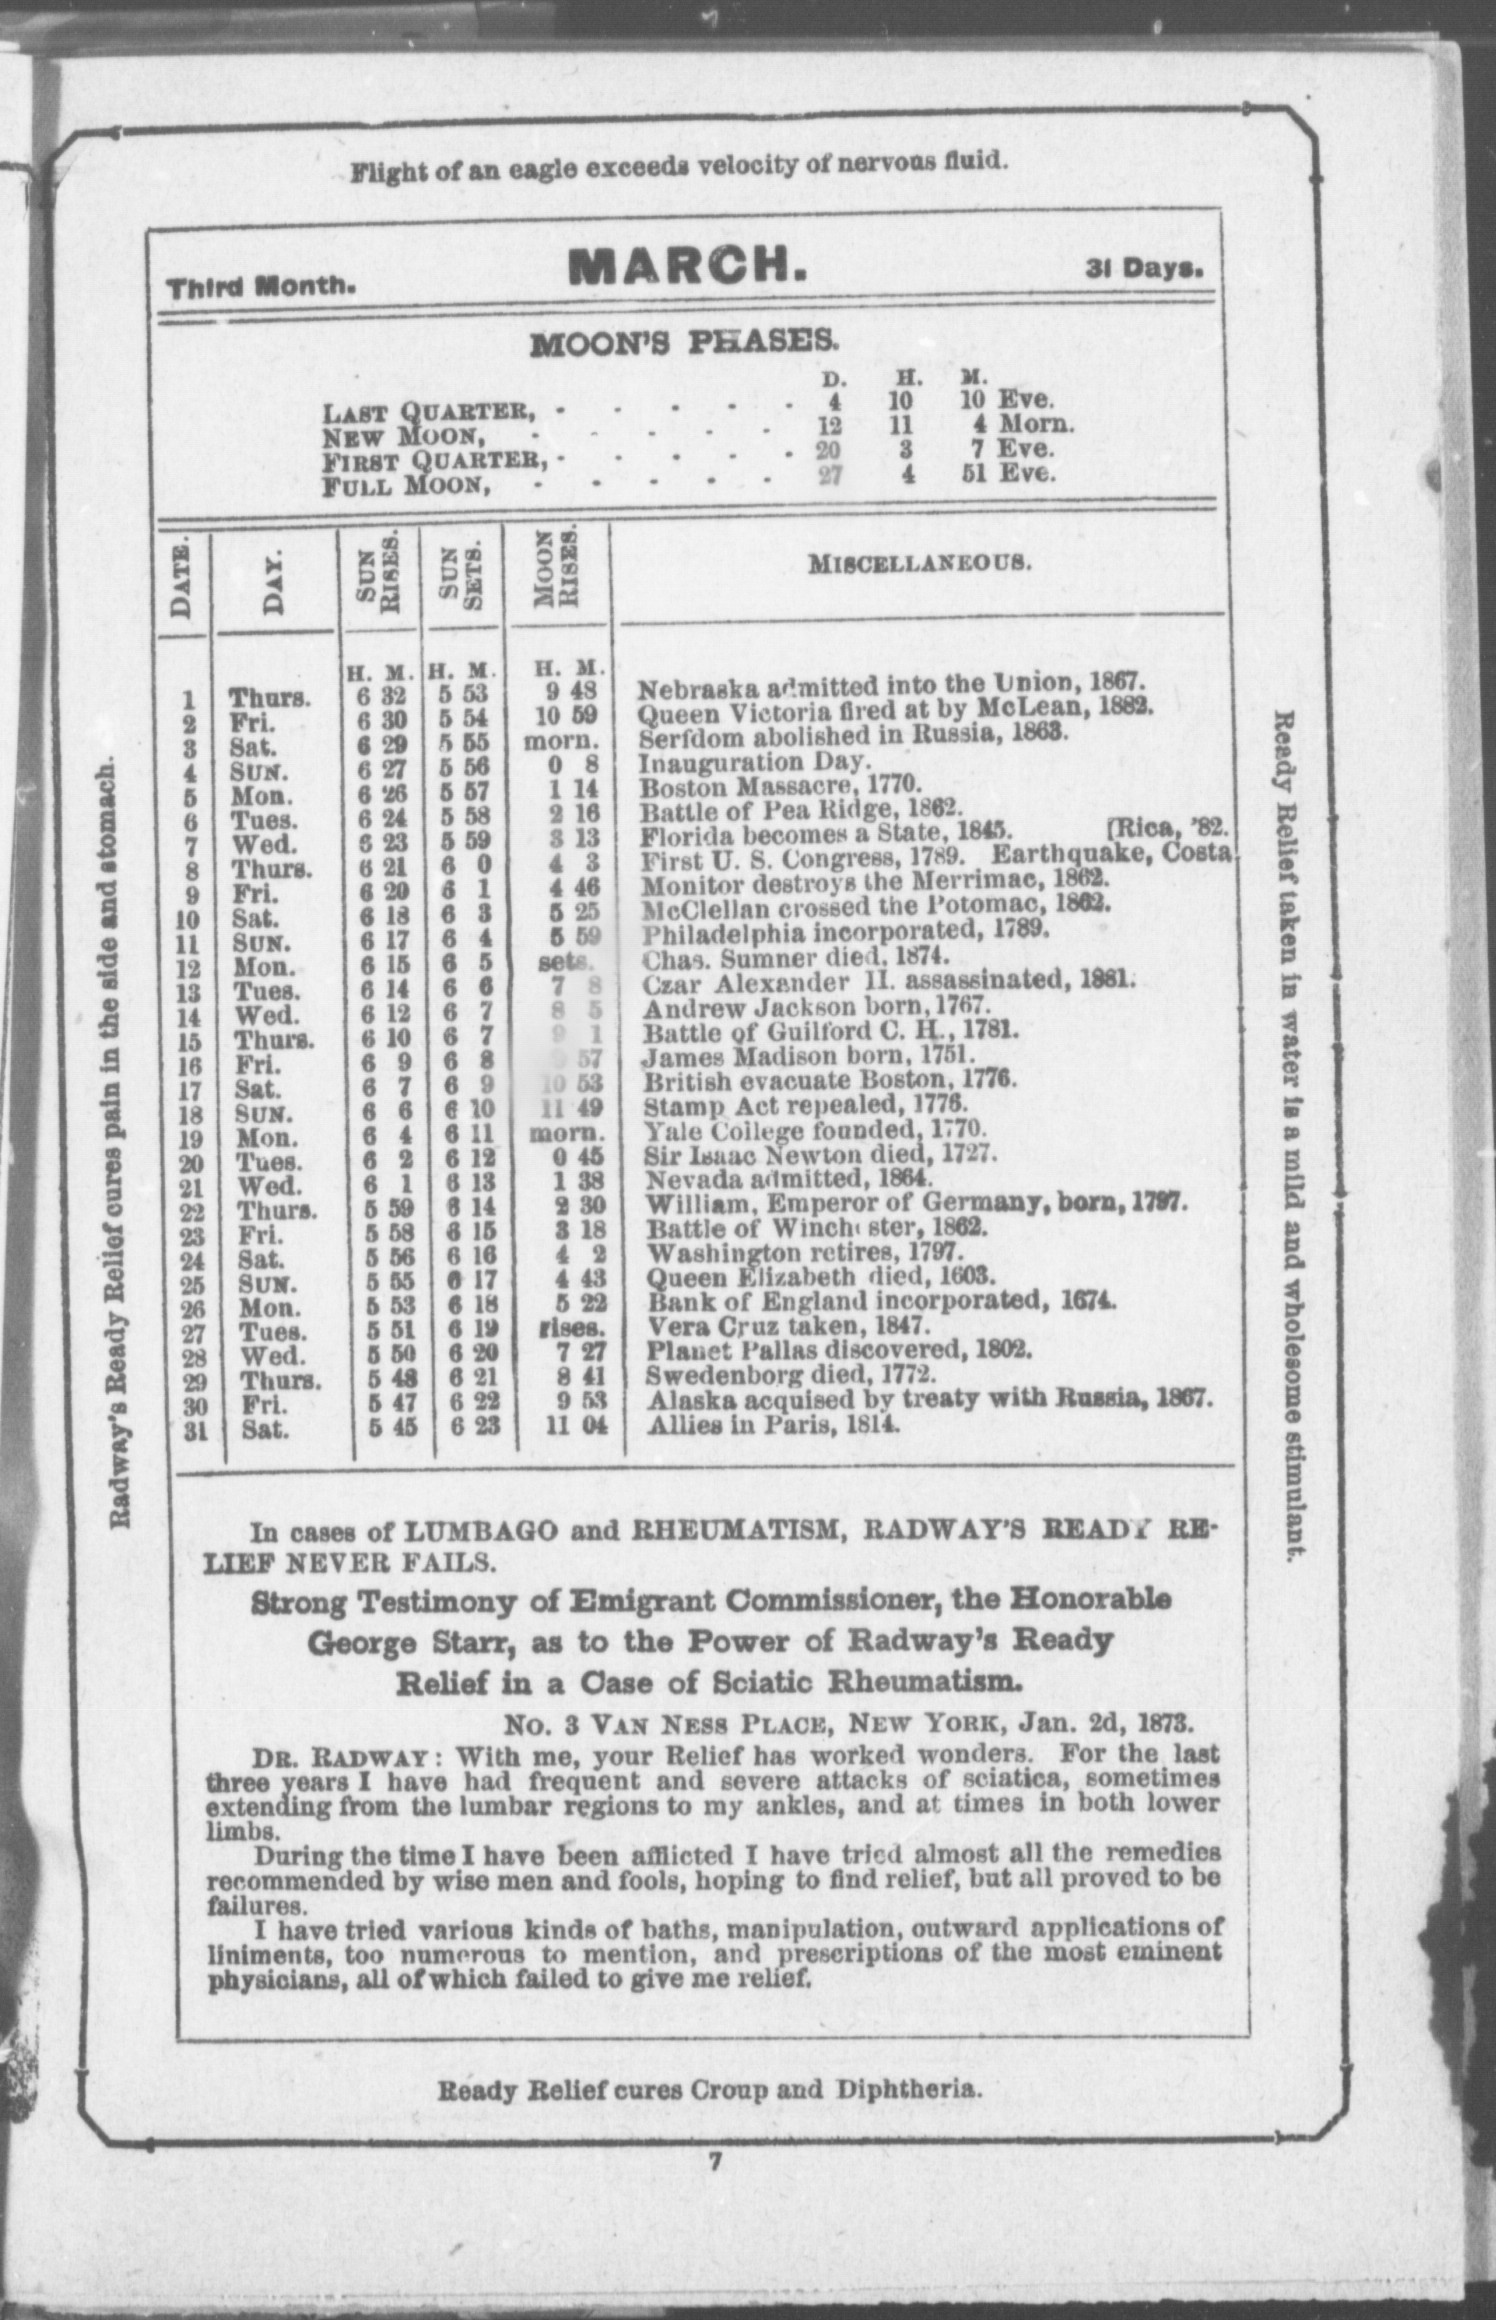 Flight of an eagle exceeds velocity of nervous fluid.
Third Month. MARCH. 31 Days.
MOON'S PHASES.
D. H. M.
LAST QUARTER, - - - - - 4 10 10 Eve.
NEW MOON, - - - - - 12 11 4 Morn.
FIRST QUARTER, - - - - - 20 3 7 Eve.
FULL MOON, - - - - - 27 4 51 Eve.
DATE. DAY. SUN RISES. SUN SETS. MOON RISES. MISCELLANEOUS.
H. M. H. M. H. M.
1 Thurs. 6 32 5 53 9 48 Nebraska admitted into the Union, 1867.
2 Fri. 6 30 5 54 10 59 Queen Victoria fired at by McLean, 1882.
3 Sat. 6 29 5 55 morn. Serfdom abolished in Russia, 1863.
4 SUN. 6 27 5 56 0 8 Inauguration Day.
5 Mon. 6 26 5 57 1 14 Boston Massacre, 1770.
6 Tues. 6 24 5 58 2 16 Battle of Pea Ridge, 1862.
7 Wed. 6 23 5 59 3 13 Florida becomes a State, 1845. [Rica, '82.
8 Thurs. 6 21 6 0 4 3 First U. S. Congress, 1789. Earthquake, Costa
9 Fri. 6 20 6 1 4 46 Monitor destroys the Merrimac, 1862.
10 Sat. 6 18 6 3 5 25 McClellan crossed the Potomac, 1862.
11 SUN. 6 17 6 4 5 59 Philadelphia incorporated, 1789.
12 Mon. 6 15 6 5 sets. Chas. Sumner died, 1874.
13 Tues. 6 14 6 6 7 8 Czar Alexander II. assassinated, 1881.
14 Wed. 6 12 6 7 8 5 Andrew Jackson born, 1767.
15 Thurs. 6 10 6 7 9 1 Battle of Guilford C. H., 1781.
16 Fri. 6 9 6 8 9 57 James Madison born, 1751.
17 Sat. 6 7 6 9 10 53 British evacuate Boston, 1776.
18 SUN. 6 6 6 10 11 49 Stamp Act repealed, 1776.
19 Mon. 6 4 6 11 morn. Yale College founded, 1770.
20 Tues. 6 2 6 12 0 45 Sir Isaac Newton died, 1727.
21 Wed. 6 1 6 13 1 38 Nevada admitted, 1864.
22 Thurs. 5 59 6 14 2 30 William, Emperor of Germany, born, 1797.
23 Fri. 5 58 6 15 3 18 Battle of Winchester, 1862.
24 Sat. 5 56 6 16 4 2 Washington retires, 1797.
25 SUN. 5 55 6 17 4 43 Queen Elizabeth died, 1603.
26 Mon. 5 53 6 18 5 22 Bank of England incorporated, 1674.
27 Tues. 5 51 6 19 rises. Vera Cruz taken, 1847.
28 Wed. 5 50 6 20 7 27 Planet Pallas discovered, 1802.
29 Thurs. 5 48 6 21 8 41 Swedenborg died, 1772.
30 Fri. 5 47 6 22 9 53 Alaska acquised by treaty with Russia, 1867.
31 Sat. 5 45 6 23 11 04 Allies in Paris, 1814.
In cases of LUMBAGO and RHEUMATISM, RADWAY'S READY RE-
LIEF NEVER FAILS.
Strong Testimony of Emigrant Commissioner, the Honorable
George Starr, as to the Power of Radway's Ready
Relief in a Case of Sciatic Rheumatism.
NO. 3 VAN NESS PLACE, NEW YORK, Jan. 2d, 1873.
DR. RADWAY: With me, your Relief has worked wonders. For the last
three years I have had frequent and severe attacks of sciatica, sometimes
extending from the lumbar regions to my ankles, and at times in both lower
limbs.
During the time I have been afflicted I have tried almost all the remedies
recommended by wise men and fools, hoping to find relief, but all proved to be
failures.
I have tried various kinds of baths, manipulation, outward applications of
liniments, too numerous to mention, and prescriptions of the most eminent
physicians, all of which failed to give me relief.
Radway's Ready Relief cures pain in the side and stomach.
Ready Relief taken in water is a mild and wholesome stimulant.
Ready Relief cures Croup and Diphtheria.
7